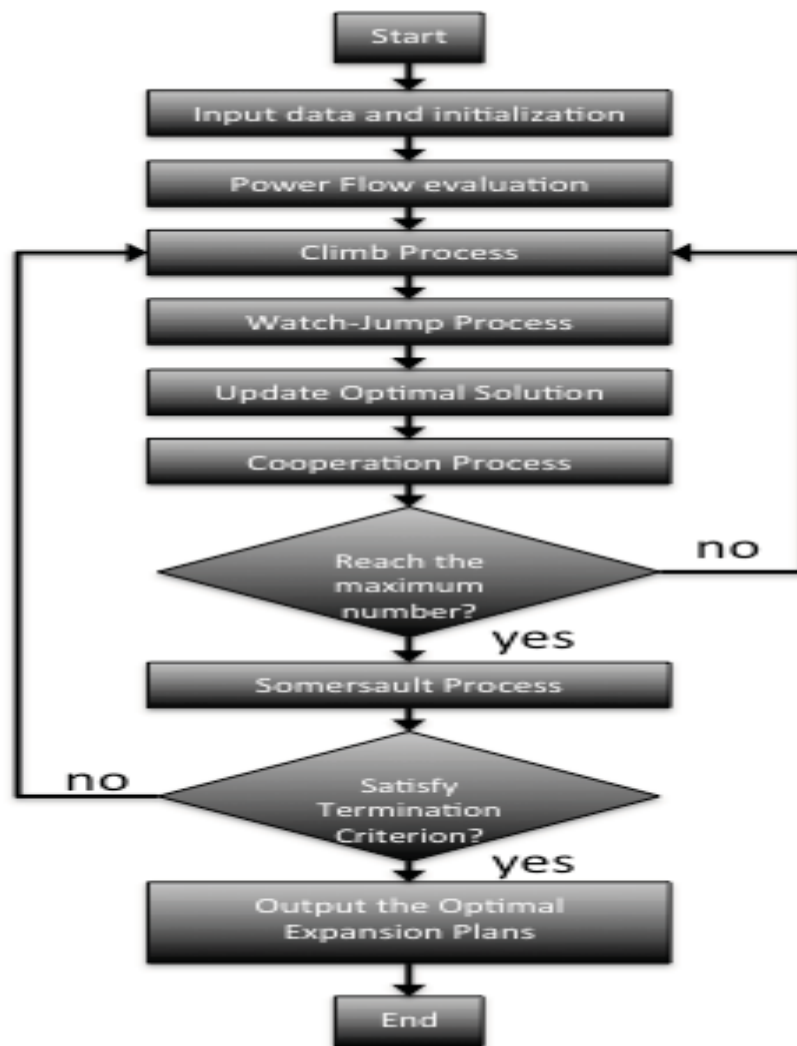 Start
Input data and initialization
Power Flow evaluation
Climb Process
Watch-Jump Process
Update Optimal Solution
Cooperation Process
Reach the
maximum
number?
no
yes
Somersault Process
no
Satisfy
Termination
Criterion?
yes
Output the Optimal
Expansion Plans
End